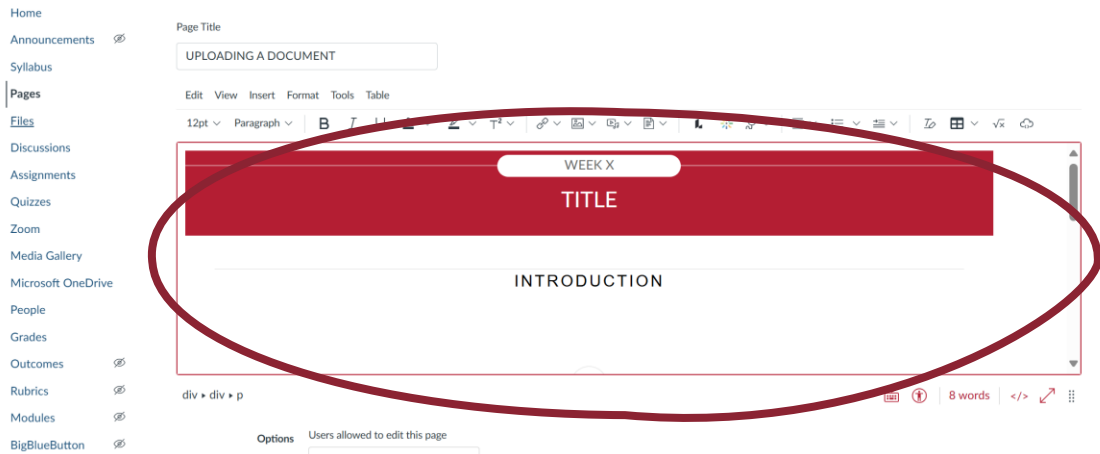 Home
Announcements
Syllabus
Pages
Files
Discussions
Assignments
Quizzes
Zoom
Media Gallery
Microsoft OneDrive
People
Grades
Outcomes
Rubrics
Modules
BigBlueButton
Page Title
UPLOADING A DOCUMENT
Edit View Insert Format Tools Table
12pt Paragraph B I U T²
WEEK X
TITLE
INTRODUCTION
div ▸ div ▸ p
8 words </>
Options Users allowed to edit this page